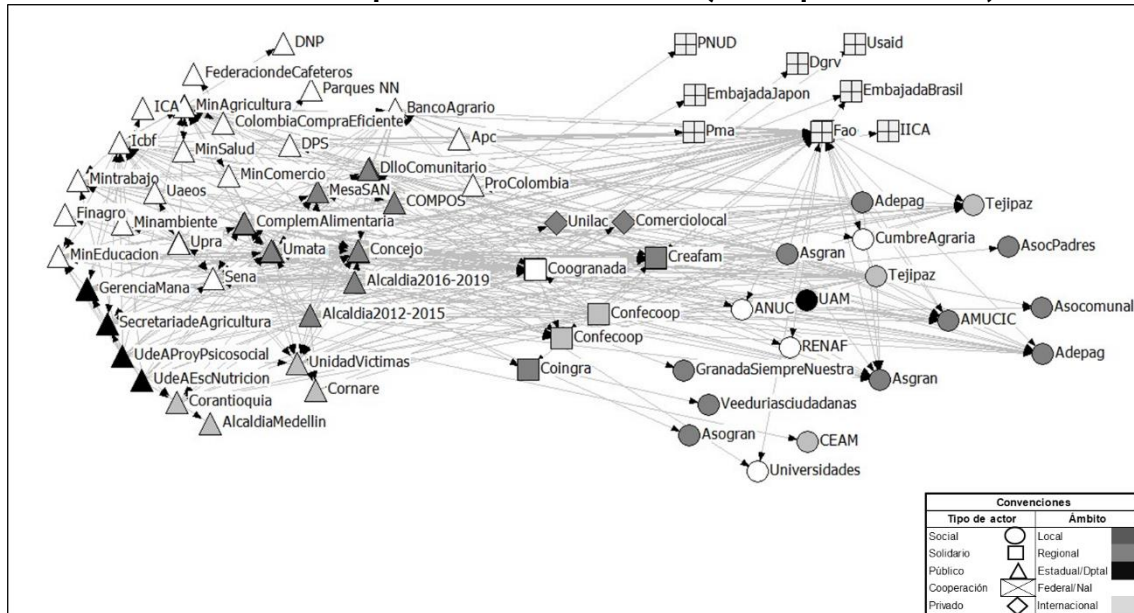 DNP
PNUD
Usaid
FederaciondeCafeteros
Dgrv
Parques NN
EmbajadaJapon
EmbajadaBrasil
ICA
MinAgricultura
BancoAgrario
ColombiaCompraEficiente
Pma
Fao
IICA
Icbf
MinSalud
DPS
Apc
DlloComunitario
Mintrabajo
MinComercio
Uaeos
MesaSAN
ProColombia
COMPOS
Adepag
Tejipaz
Finagro
Minambiente
ComplemAlimentaria
Unilac
Comerciolocal
CumbreAgraria
AsocPadres
MinEducacion
Upra
Umata
Concejo
Creafam
Asgran
Coogranada
Sena
Tejipaz
GerenciaMana
Alcaldia2016-2019
UAM
ANUC
Asocomunal
SecretariadeAgricultura
Alcaldia2012-2015
Confecoop
AMUCIC
Confecoop
RENAF
Adepag
UdeAProyPsicosocial
UnidadVictimas
Coingra
GranadaSiempreNuestra
Asgran
UdeAEscNutricion
Cornare
Corantioquia
Veeduriasciudadanas
AlcaldiaMedellin
Asogran
CEAM
Universidades
Convenciones
Tipo de actor Ámbito
Social Local
Solidario Regional
Público Estadual/Dptal
Cooperación Federal/Nal
Privado Internacional